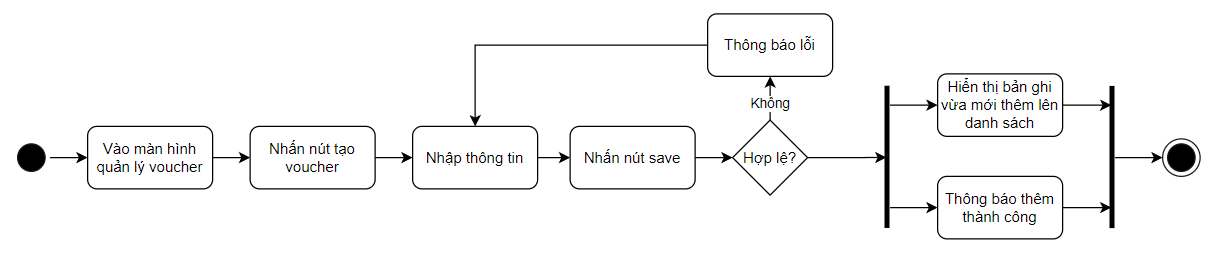 Thông báo lỗi
Không
Vào màn hình
quản lý voucher
Nhấn nút tạo
voucher
Nhập thông tin
Nhấn nút save
Hợp lệ?
Hiển thị bản ghi
vừa mới thêm lên
danh sách
Thông báo thêm
thành công